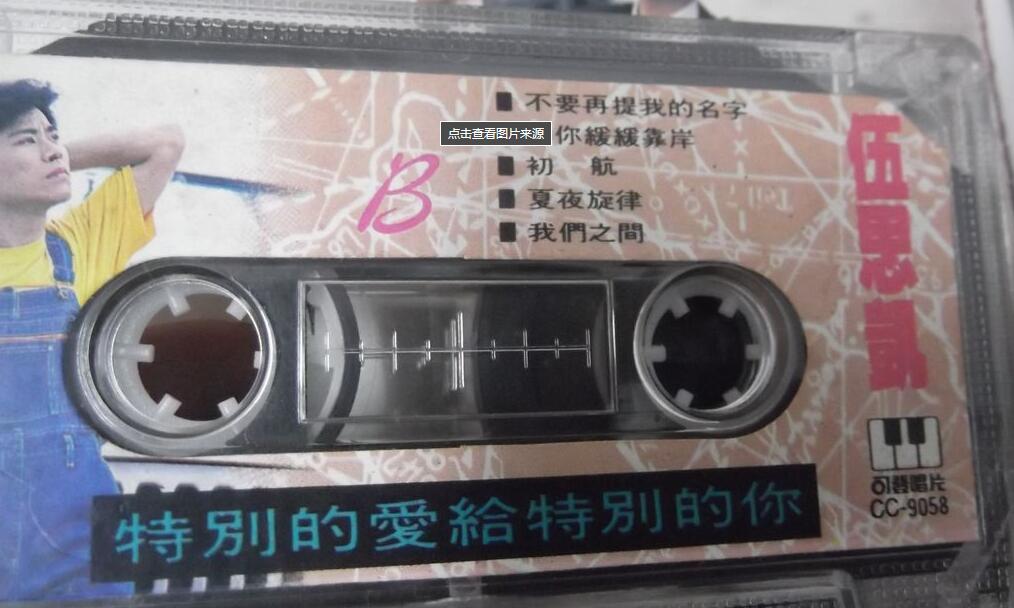 不要再提我的名字
点击查看图片来源
你緩緩靠岸
初 航
夏夜旋律
我們之間
B
伍思凱
可登唱片
CC-9058
特別的愛給特別的你